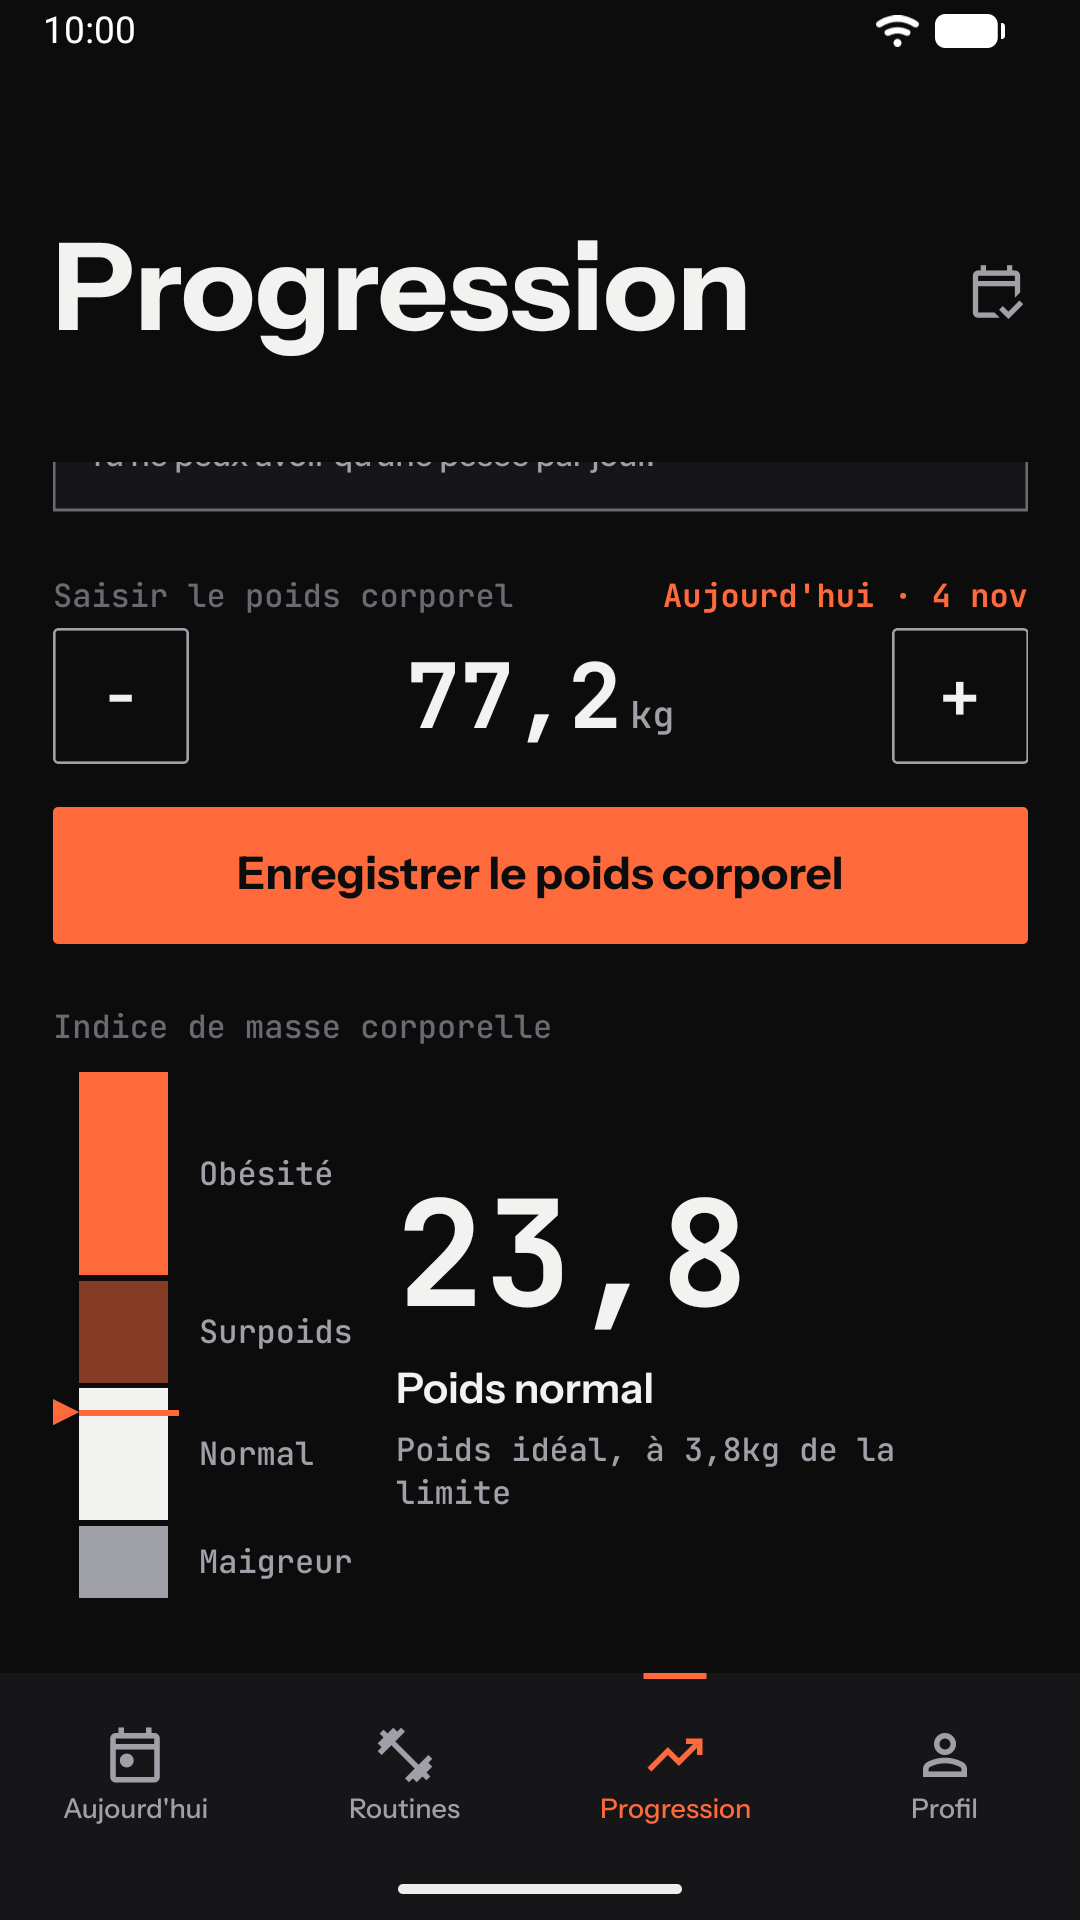 10:00
Progression
Saisir le poids corporel
Aujourd'hui · 4 nov
-
77,2 kg
+
Enregistrer le poids corporel
Indice de masse corporelle
Obésité
Surpoids
Normal
Maigreur
23,8
Poids normal
Poids idéal, à 3,8kg de la
limite
Aujourd'hui
Routines
Progression
Profil